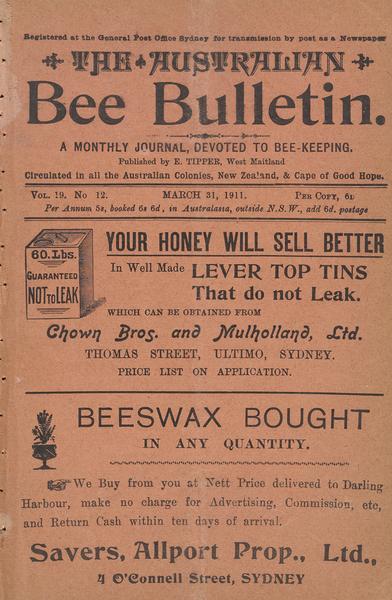 Registered at the General Post Office Sydney for transmission by post as a Newspaper
THE AUSTRALIAN
Bee Bulletin.
A MONTHLY JOURNAL, DEVOTED TO BEE-KEEPING.
Published by E. TIPPER, West Maitland
Circulated in all the Australian Colonies, New Zealand, & Cape of Good Hope.
VOL. 19. No 12. MARCH 31, 1911. PER COPY, 6D
Per Annum 5s, booked 6s 6d, in Australasia, outside N.S.W., add 6d. postage
60. Lbs.
GUARANTEED
NOT TO LEAK
YOUR HONEY WILL SELL BETTER
In Well Made LEVER TOP TINS
That do not Leak.
WHICH CAN BE OBTAINED FROM
Chown Bros. and Mulholland, Ltd.
THOMAS STREET, ULTIMO, SYDNEY.
PRICE LIST ON APPLICATION.
BEESWAX BOUGHT
IN ANY QUANTITY.
We Buy from you at Nett Price delivered to Darling
Harbour, make no charge for Advertising, Commission, etc,
and Return Cash within ten days of arrival.
Savers, Allport Prop., Ltd.,
4 O'Connell Street, SYDNEY